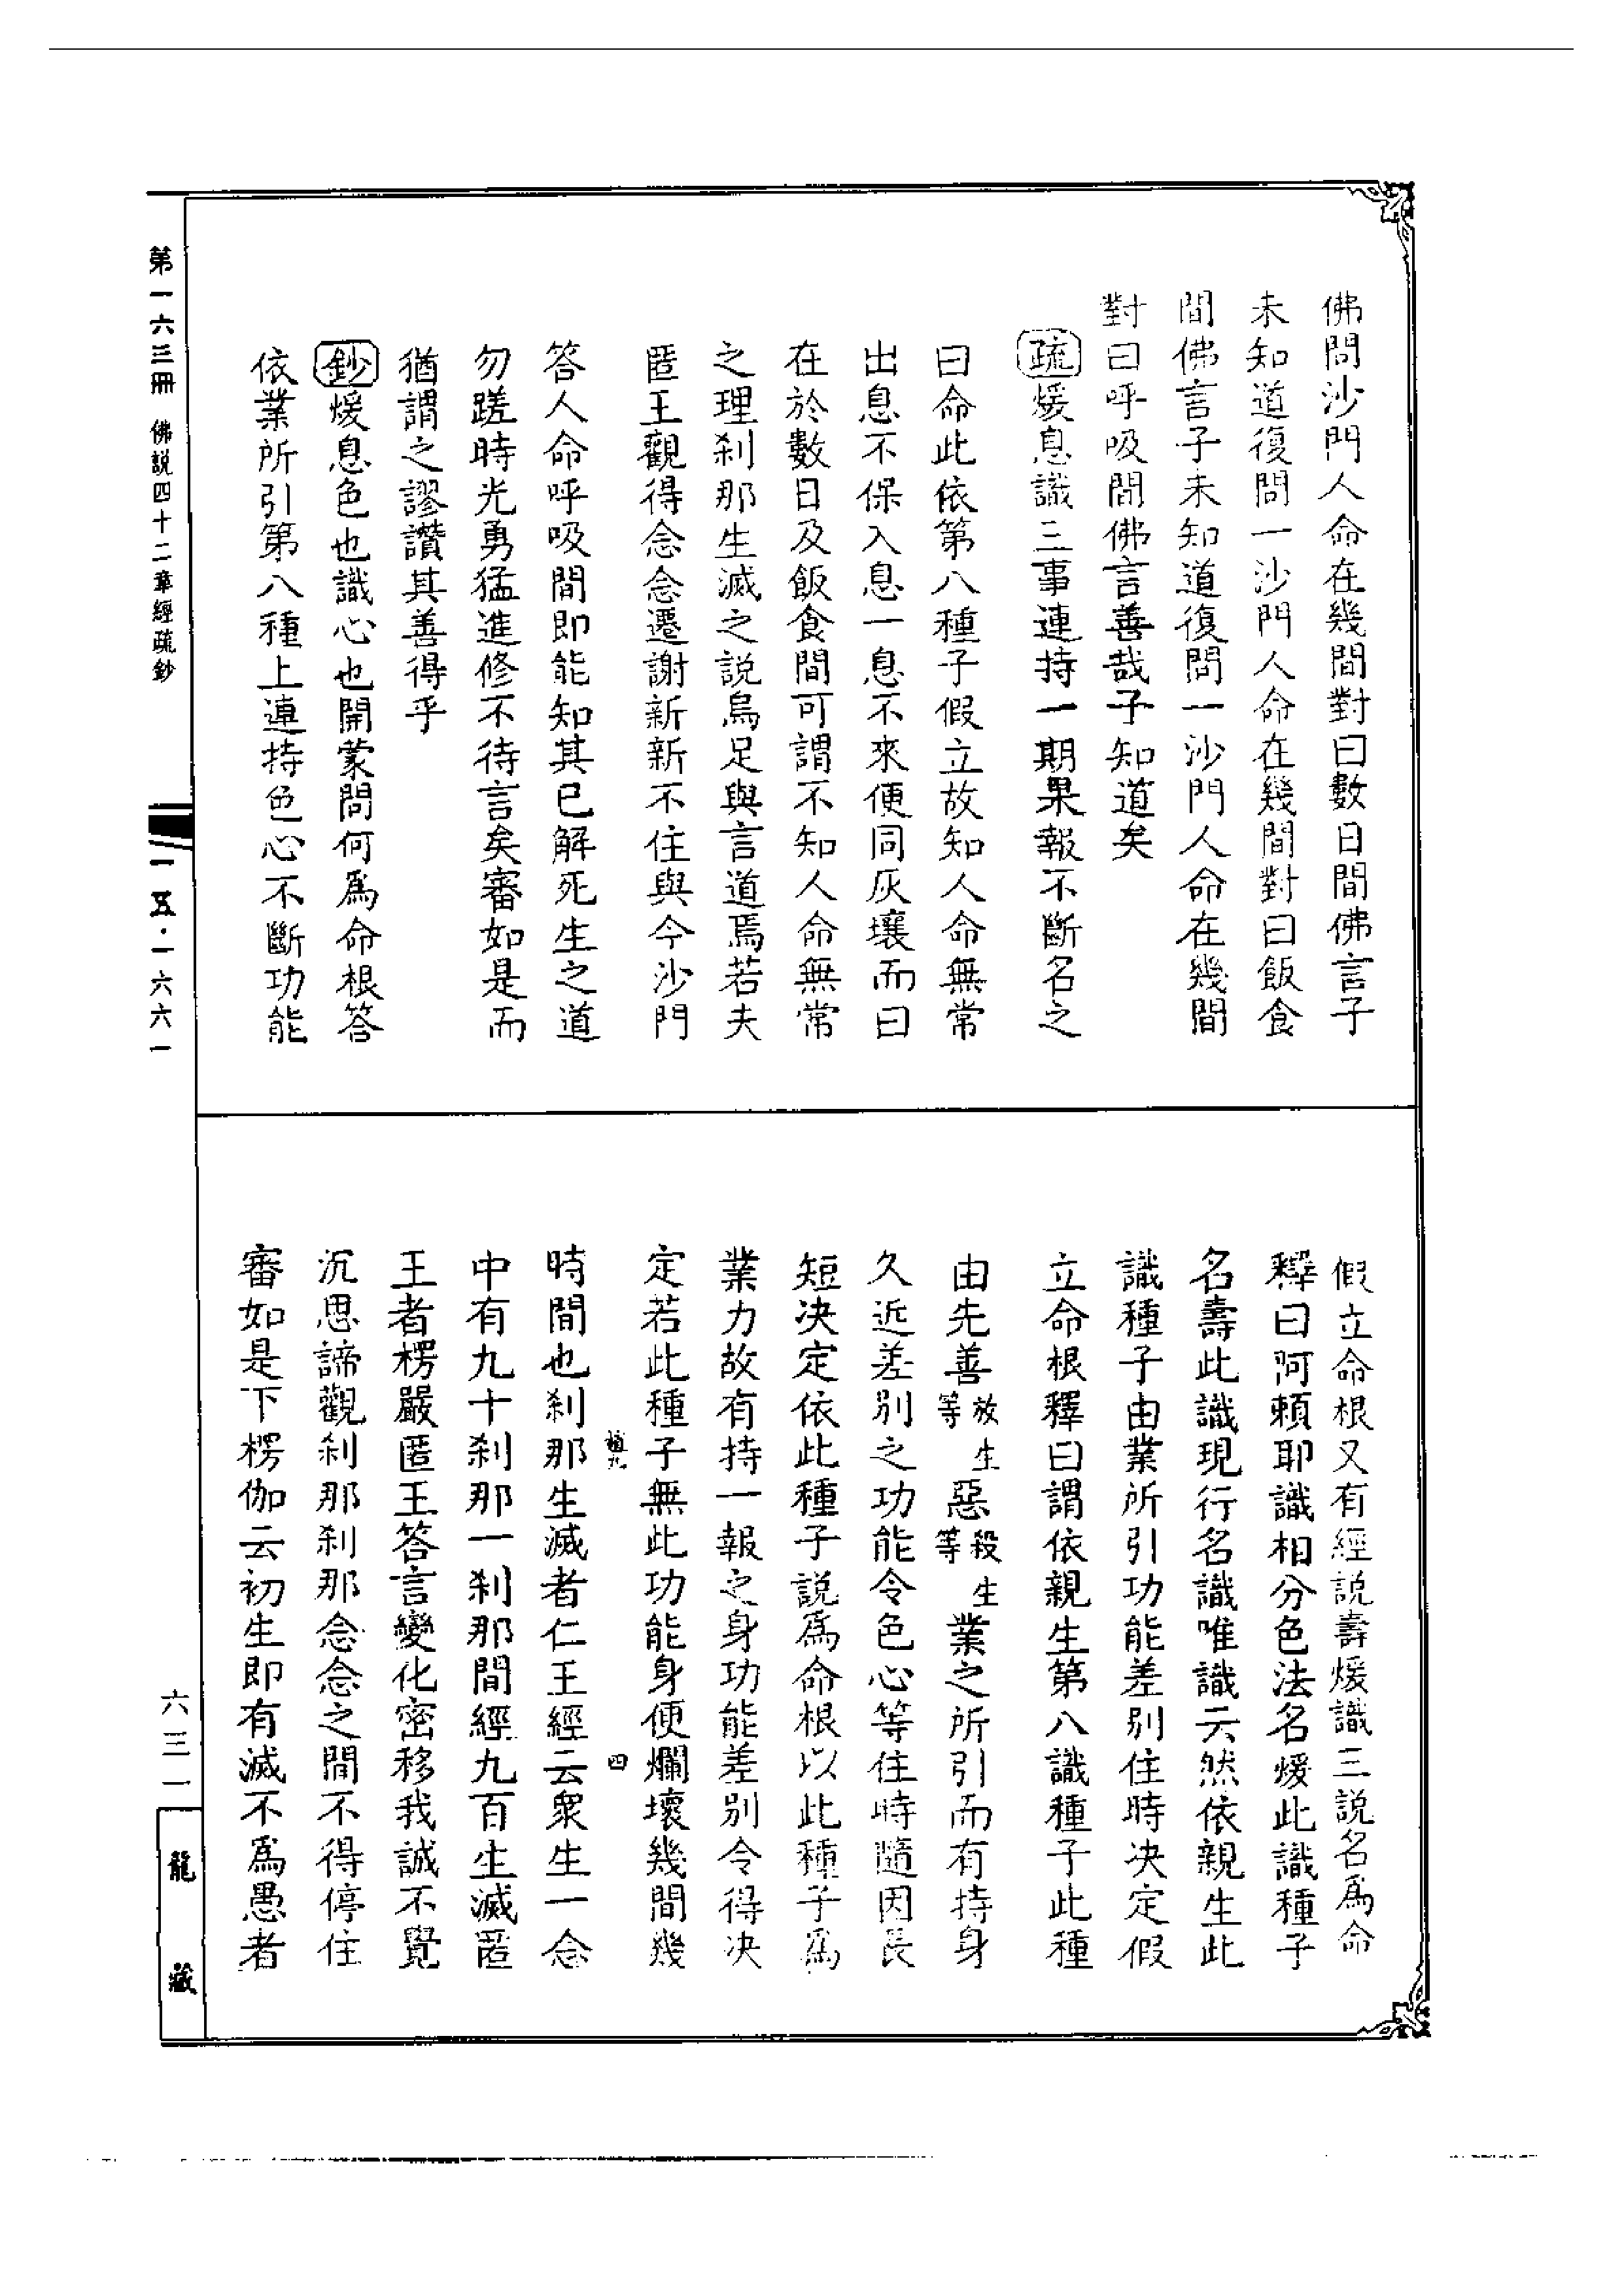 佛問沙門人命在幾間對曰數日間佛言子
未知道復問一沙門人命在幾間對曰飯食
間佛言子未知道復問一沙門人命在幾間
對曰呼吸間佛言善哉子知道矣
疏煖息識三事連持一期果報不斷名之
曰命此依第八種子假立故知人命無常
出息不保入息一息不來便同灰壤而曰
在於數日及飯食間可謂不知人命無常
之理刹那生滅之説烏足與言道焉若夫
匿王觀得念念遷謝新新不住與今沙門
答人命呼吸間即能知其已解死生之道
勿蹉時光勇猛進修不待言矣審如是而
猶謂之謬讚其善得乎
鈔煖息色也識心也開蒙問何爲命根答
依業所引第八種上連持色心不斷功能
假立命根又有經説壽煖識三説名爲命
釋曰阿賴耶識相分色法名煖此識種子
名壽此識現行名識唯識云然依親生此
識種子由業所引功能差别住時决定假
立命根釋曰謂依親生第八識種子此種
由先善放生等惡殺生等業之所引而有持身
久近差别之功能令色心等住時隨因長
短决定依此種子説爲命根以此種子爲
業力故有持一報之身功能差别令得决
定若此種子無此功能身便爛壞幾間幾
時間也刹那生滅者仁王經云衆生一念
中有九十刹那一刹那間經九百生滅匿
王者楞嚴匿王答言變化密移我誠不覺
沉思諦觀刹那刹那念念之間不得停住
審如是下楞伽云初生即有滅不爲愚者
四
第一六三冊 佛説四十二章經疏鈔
一五·一六六一
六三一
龍藏